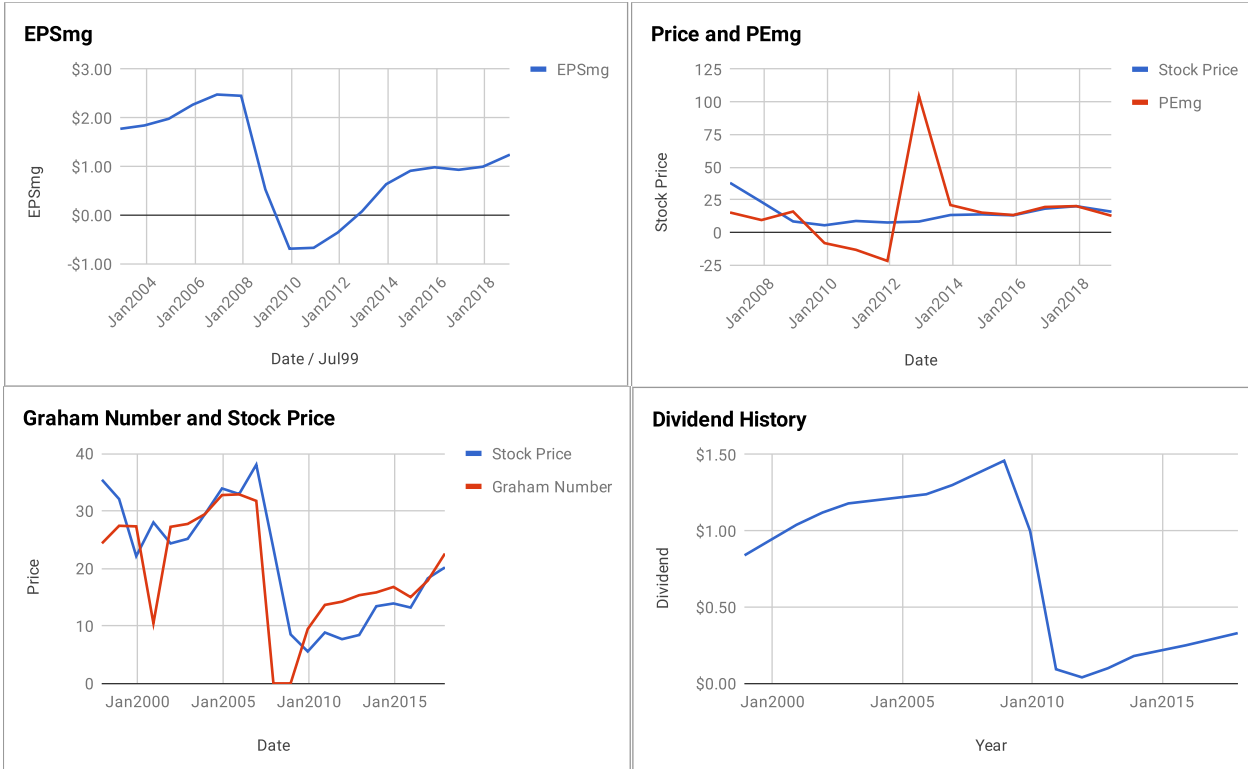 EPSmg
EPSmg
$3.00
$2.00
$1.00
$0.00
-$1.00
EPSmg
Jan2004
Jan2006
Jan2008
Jan2010
Jan2012
Jan2014
Jan2016
Jan2018
Date / Jul99
Price and PEmg
Stock Price
PEmg
125
100
75
50
25
0
-25
Stock Price
Jan2008
Jan2010
Jan2012
Jan2014
Jan2016
Jan2018
Date
Graham Number and Stock Price
Stock Price
Graham Number
40
30
20
10
0
Price
Jan2000
Jan2005
Jan2010
Jan2015
Date
Dividend History
$1.50
$1.00
$0.50
$0.00
Dividend
Jan2000
Jan2005
Jan2010
Jan2015
Year